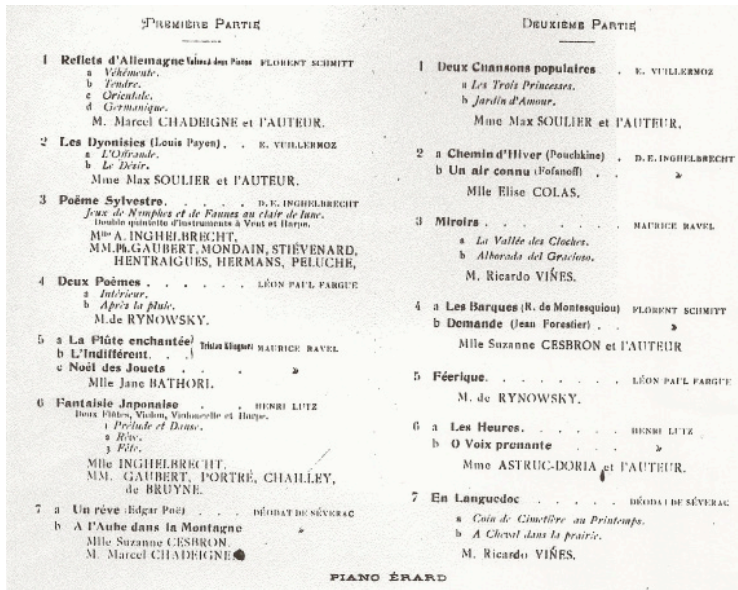 PREMIÈRE PARTIE
1 Reflets d'Allemagne Valses à deux Pianos FLORENT SCHMITT
a Véhémente.
b Tendre.
c Orientale.
d Germanique.
M. Marcel CHADEIGNE et l'AUTEUR.
2 Les Dyonisies (Louis Payen) . . E. VUILLERMOZ
a L'Offrande.
b Le Désir.
Mme Max SOULIER et l'AUTEUR.
3 Poëme Sylvestre. . . . . D. E. INGHELBRECHT
Jeux de Nymphes et de Faunes au clair de lune.
Double quintette d'instruments à Vent et Harpe.
Mlle A. INGHELBRECHT,
MM. Ph. GAUBERT, MONDAIN, STIÉVENARD,
HENTRAIGUES, HERMANS, PELUCHE,
4 Deux Poèmes . . . . . . LÉON PAUL FARGUE
a Intérieur.
b Après la pluie.
M. de RYNOWSKY.
5 a La Flûte enchantée) Tristan Klingsor) MAURICE RAVEL
b L'Indifférent. . .
c Noël des Jouets . . . »
Mlle Jane BATHORI.
6 Fantaisie Japonaise . . HENRI LUTZ
Deux Flûtes, Violon, Violoncelle et Harpe.
1 Prélude et Danse.
2 Rêve.
3 Fête.
Mlle INGHELBRECHT,
MM. GAUBERT, PORTRÉ, CHAILLEY,
de BRUYNE.
7 a Un rêve (Edgar Poë) . . . DÉODAT DE SÉVERAC
b A l'Aube dans la Montagne »
Mlle Suzanne CESBRON.
M. Marcel CHADEIGNE
DEUXIÈME PARTIE
1 Deux Chansons populaires . E. VUILLERMOZ
a Les Trois Princesses.
b Jardin d'Amour.
Mme Max SOULIER et l'AUTEUR.
2 a Chemin d'Hiver (Pouchkine) . D. E. INGHELBRECHT
b Un air connu (Fofanoff) . »
Mlle Elise COLAS.
3 Miroirs . . . . . . . MAURICE RAVEL
a La Vallée des Cloches.
b Alborada del Gracioso.
M. Ricardo VIÑES.
4 a Les Barques (R. de Montesquiou) FLORENT SCHMITT
b Demande (Jean Forestier) . . »
Mlle Suzanne CESBRON et l'AUTEUR
5 Féerique. . . . . . . LÉON PAUL FARGUE
M. de RYNOWSKY.
6 a Les Heures. . . . . HENRI LUTZ
b O Voix prenante . . . »
Mme ASTRUC-DORIA et l'AUTEUR.
7 En Languedoc . . . . . DÉODAT DE SÉVERAC
a Coin de Cimetière au Printemps.
b A Cheval dans la prairie.
M. Ricardo VIÑES.
PIANO ÉRARD